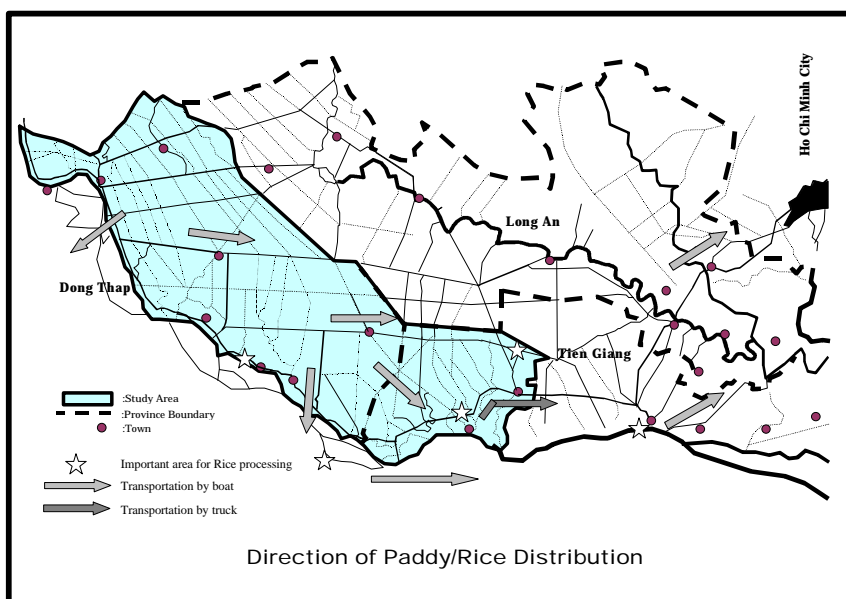 Ho Chi Minh City
Long An
Dong Thap
Tien Giang
:Study Area
:Province Boundary
:Town
Important area for Rice processing
Transportation by boat
Transportation by truck
Direction of Paddy/Rice Distribution